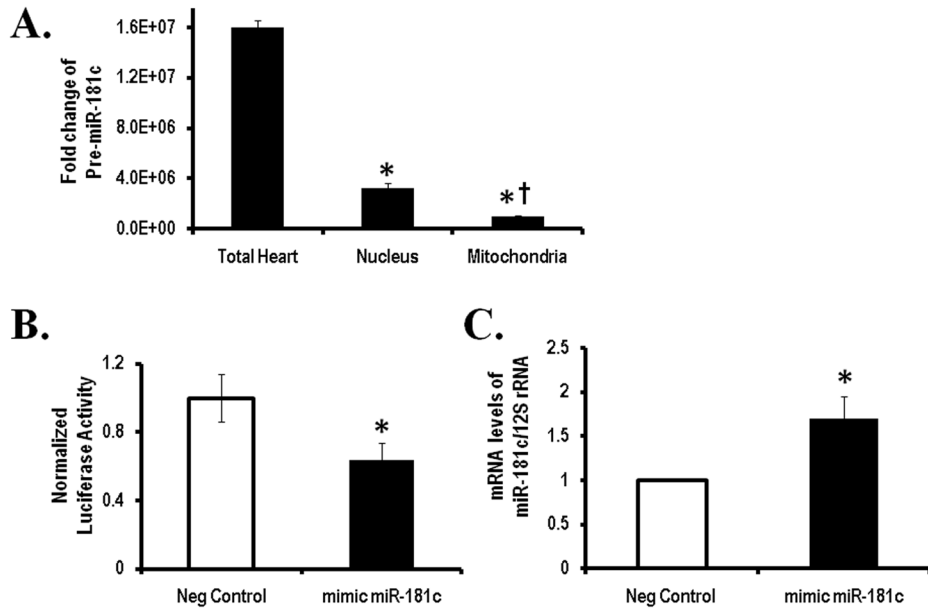 A.
Fold change of
Pre-miR-181c
1.6E+07
1.2E+07
8.0E+06
4.0E+06
0.0E+00
*
*†
Total Heart
Nucleus
Mitochondria
B.
Normalized
Luciferase Activity
1.2
0.8
0.4
0
*
Neg Control
mimic miR-181c
C.
mRNA levels of
miR-181c/12S rRNA
2.5
2
1.5
1
0.5
0
*
Neg Control
mimic miR-181c